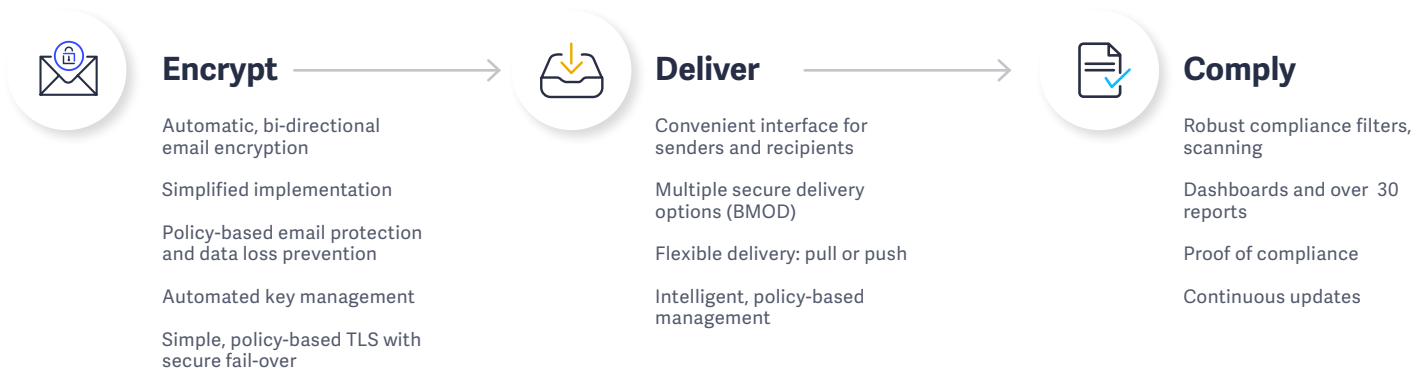 Encrypt
Automatic, bi-directional
email encryption
Simplified implementation
Policy-based email protection
and data loss prevention
Automated key management
Simple, policy-based TLS with
secure fail-over
Deliver
Convenient interface for
senders and recipients
Multiple secure delivery
options (BMOD)
Flexible delivery: pull or push
Intelligent, policy-based
management
Comply
Robust compliance filters,
scanning
Dashboards and over  30
reports
Proof of compliance
Continuous updates